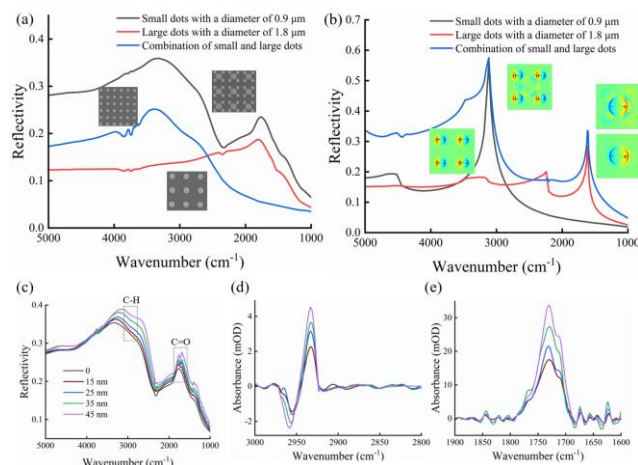 (a)
Small dots with a diameter of 0.9 μm
Large dots with a diameter of 1.8 μm
Combination of small and large dots
Reflectivity
0.4
0.3
0.2
0.1
0.0
5000 4000 3000 2000 1000
Wavenumber (cm⁻¹)
(b)
Small dots with a diameter of 0.9 μm
Large dots with a diameter of 1.8 μm
Combination of small and large dots
Reflectivity
0.7
0.6
0.5
0.4
0.3
0.2
0.1
0.0
5000 4000 3000 2000 1000
Wavenumber (cm⁻¹)
(c)
C-H
C=O
Reflectivity
0.4
0.3
0.2
0.1
0
15 nm
25 nm
35 nm
45 nm
5000 4000 3000 2000 1000
Wavenumber (cm⁻¹)
(d)
Absorbance (mOD)
4
2
0
-2
3000 2950 2900 2850 2800
Wavenumber (cm⁻¹)
(e)
Absorbance (mOD)
40
30
20
10
0
1900 1850 1800 1750 1700 1650 1600
Wavenumber (cm⁻¹)